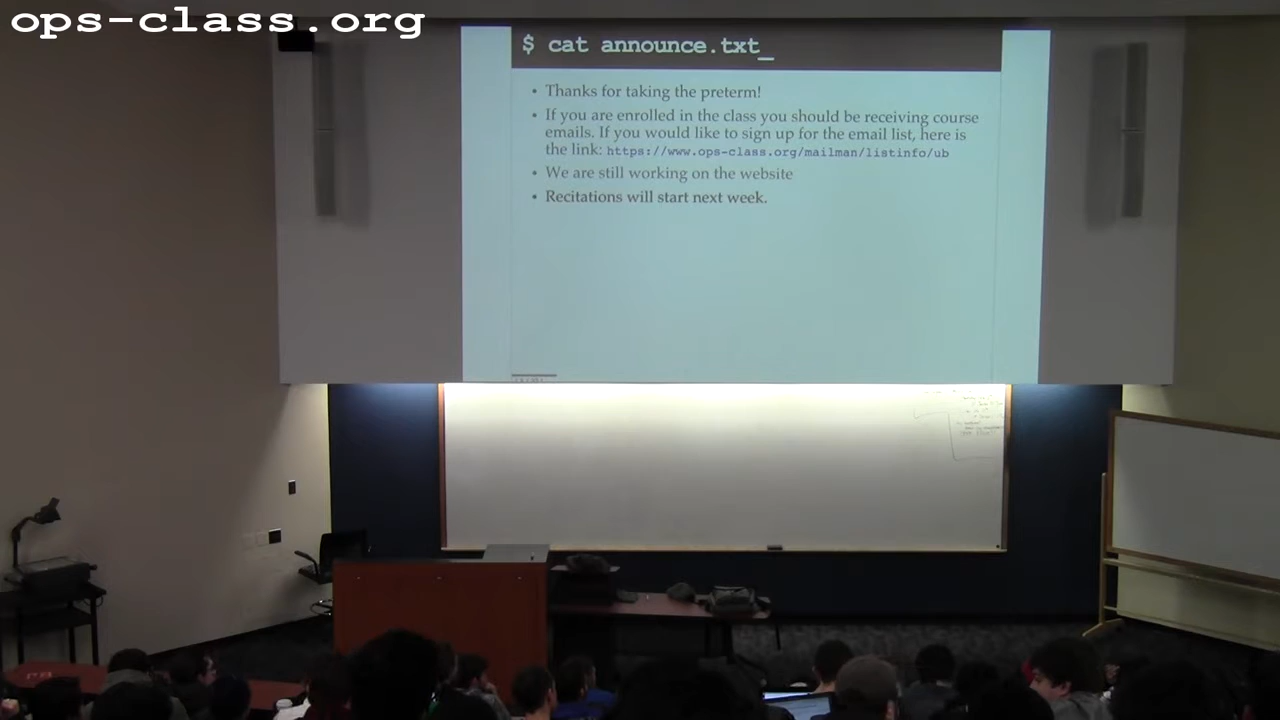 ops-class.org
$ cat announce.txt_
• Thanks for taking the preterm!
• If you are enrolled in the class you should be receiving course
emails. If you would like to sign up for the email list, here is
the link: https://www.ops-class.org/mailman/listinfo/ub
• We are still working on the website
• Recitations will start next week.